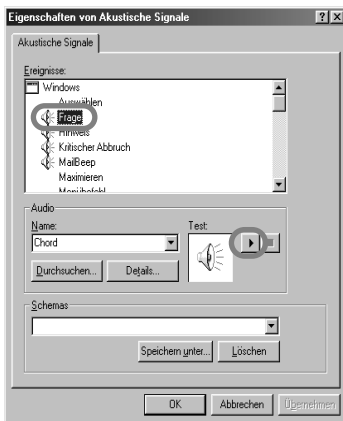 Eigenschaften von Akustische Signale
Akustische Signale
Ereignisse:
Windows
Auswählen
Frage
Hinweis
Kritischer Abbruch
MailBeep
Maximieren
Menübefehl
Audio
Name:
Test:
Chord
Durchsuchen...
Details...
Schemas
Speichern unter...
Löschen
OK
Abbrechen
Übernehmen